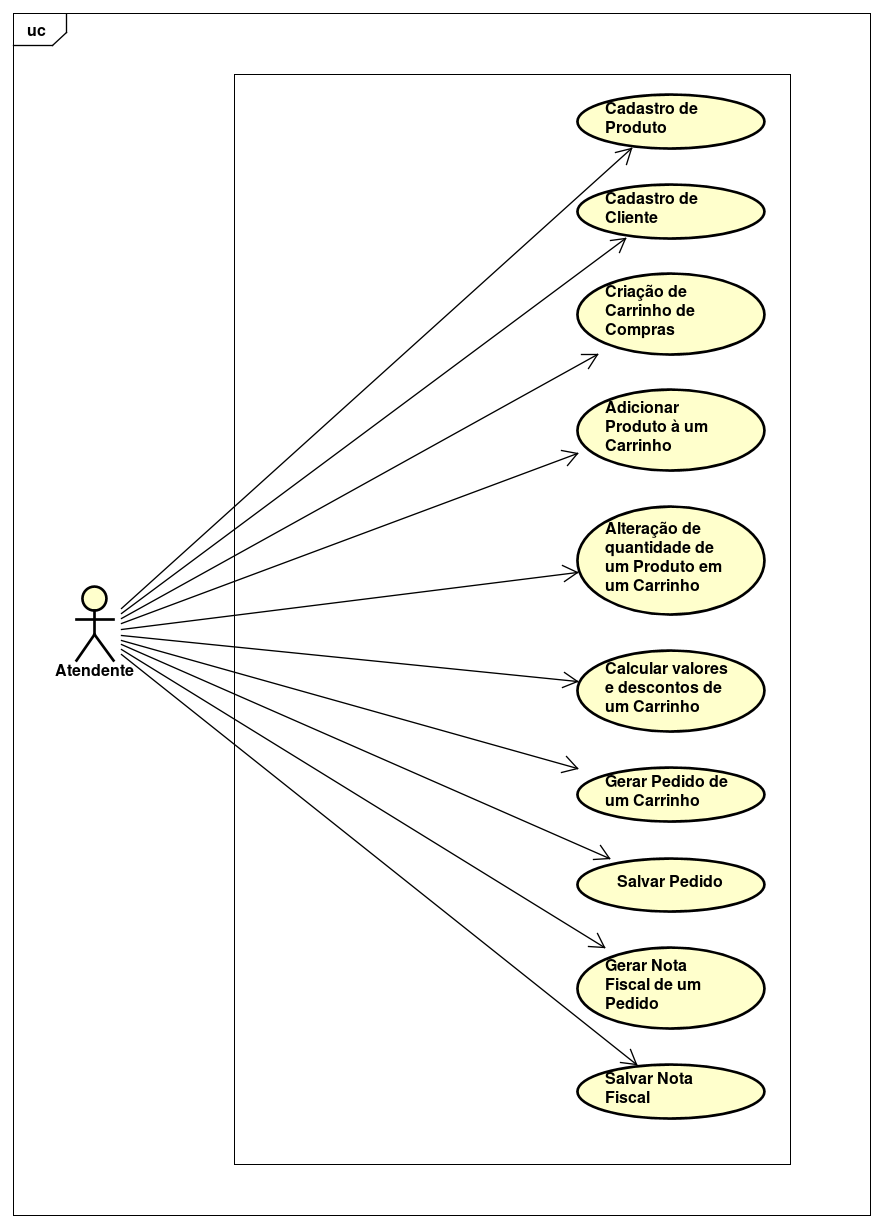 uc
Cadastro de
Produto
Cadastro de
Cliente
Criação de
Carrinho de
Compras
Adicionar
Produto à um
Carrinho
Alteração de
quantidade de
um Produto em
um Carrinho
Atendente
Calcular valores
e descontos de
um Carrinho
Gerar Pedido de
um Carrinho
Salvar Pedido
Gerar Nota
Fiscal de um
Pedido
Salvar Nota
Fiscal